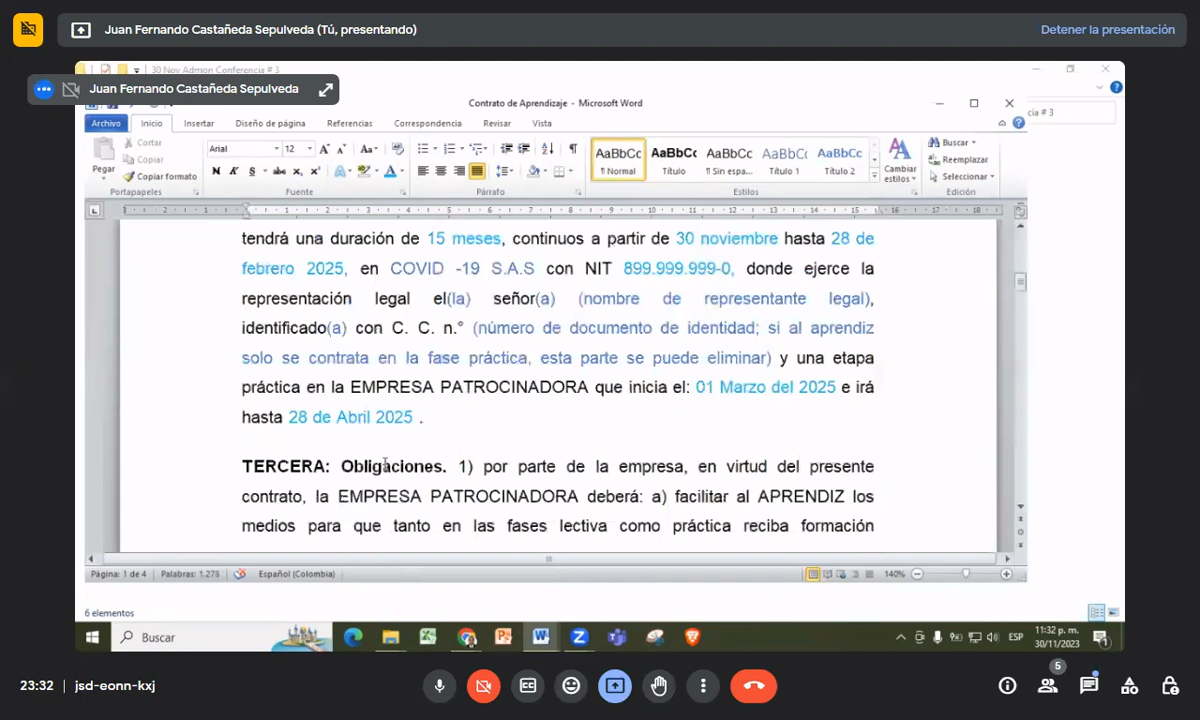 Juan Fernando Castañeda Sepulveda (Tú, presentando)
Detener la presentación
30 Nov Admon Conferencia # 3
Juan Fernando Castañeda Sepulveda
Contrato de Aprendizaje - Microsoft Word
cia # 3
Archivo Inicio Insertar Diseño de página Referencias Correspondencia Revisar Vista
Pegar
Cortar
Copiar
Copiar formato
Portapapeles
Arial 12
Fuente
Párrafo
AaBbCc
¶ Normal
AaBbCc
Título
AaBbCc
¶ Sin espa...
AaBbCc
Título 1
AaBbCc
Título 2
Estilos
Cambiar estilos
Buscar
Reemplazar
Seleccionar
Edición
tendrá una duración de 15 meses, continuos a partir de 30 noviembre hasta 28 de
febrero 2025, en COVID -19 S.A.S con NIT 899.999.999-0, donde ejerce la
representación legal el(la) señor(a) (nombre de representante legal),
identificado(a) con C. C. n.° (número de documento de identidad; si al aprendiz
solo se contrata en la fase práctica, esta parte se puede eliminar) y una etapa
práctica en la EMPRESA PATROCINADORA que inicia el: 01 Marzo del 2025 e irá
hasta 28 de Abril 2025 .
TERCERA: Obligaciones. 1) por parte de la empresa, en virtud del presente
contrato, la EMPRESA PATROCINADORA deberá: a) facilitar al APRENDIZ los
medios para que tanto en las fases lectiva como práctica reciba formación
Página: 1 de 4 Palabras: 1.278 Español (Colombia) 140%
6 elementos
Buscar
ESP
11:32 p. m.
30/11/2023
23:32 | jsd-eonn-kxj
5